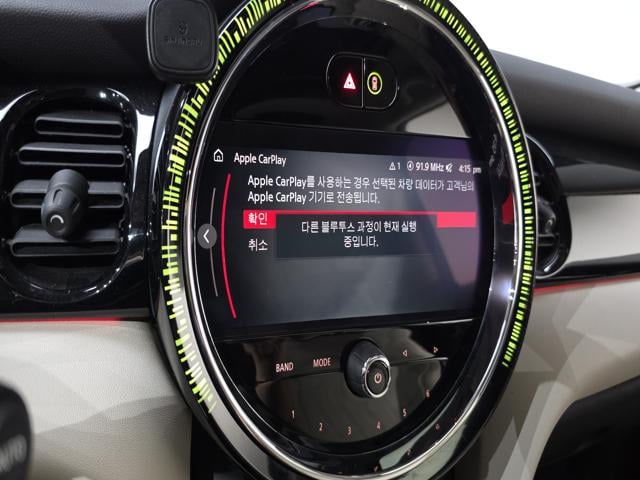 Apple CarPlay
1 91.9 MHz 4:15 pm
Apple CarPlay를 사용하는 경우 선택된 차량 데이터가 고객님의
Apple CarPlay 기기로 전송됩니다.
확인
다른 블루투스 과정이 현재 실행
중입니다.
취소
BAND MODE
1 2 3 4 5 6
AUTO